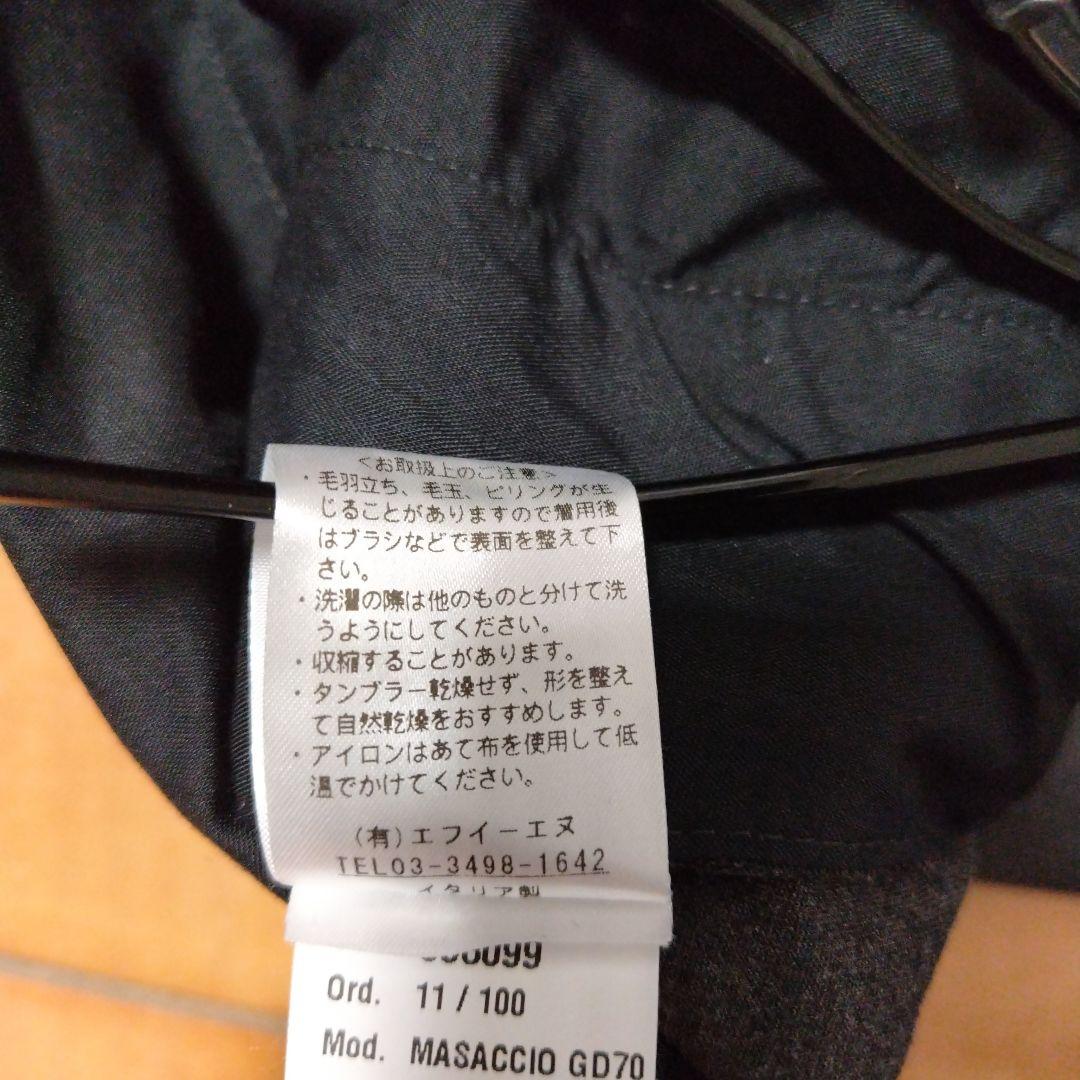 <お取扱上のご注意>
・毛羽立ち、毛玉、ピリングが生
じることがありますので着用後
はブラシなどで表面を整えて下
さい。
・洗濯の際は他のものと分けて洗
うようにしてください。
・収縮することがあります。
・タンブラー乾燥せず、形を整え
て自然乾燥をおすすめします。
・アイロンはあて布を使用して低
温でかけてください。
(有)エフイーエヌ
TEL03-3498-1642
イタリア製
Ord. 11 / 100
Mod. MASACCIO GD70